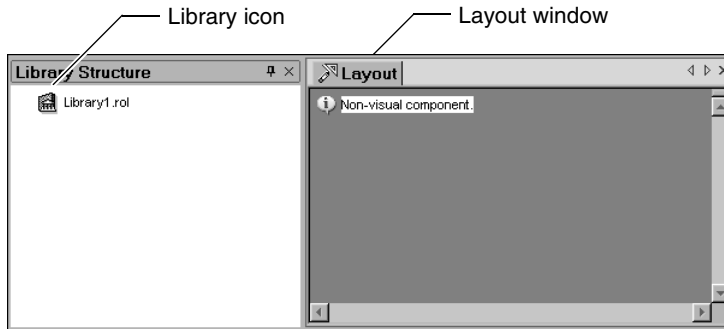 Library icon
Layout window
Library Structure
Layout
Library1.rol
Non-visual component.